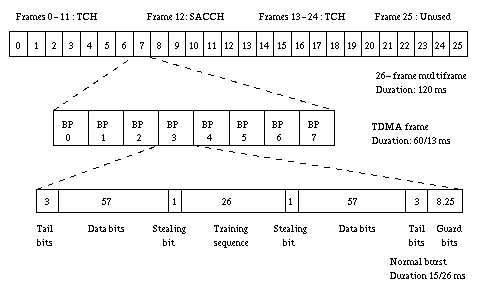 Frames 0–11 : TCH Frame 12: SACCH Frames 13–24: TCH Frame 25 : Unused
0 1 2 3 4 5 6 7 8 9 10 11 12 13 14 15 16 17 18 19 20 21 22 23 24 25
26–frame multiframe
Duration: 120 ms
BP BP BP BP BP BP BP BP
0 1 2 3 4 5 6 7
TDMA frame
Duration: 60/13 ms
3 57 1 26 1 57 3 8.25
Tail Data bits Stealing Training Stealing Data bits Tail Guard
bits bit sequence bit bits bits
Normal burst
Duration 15/26 ms